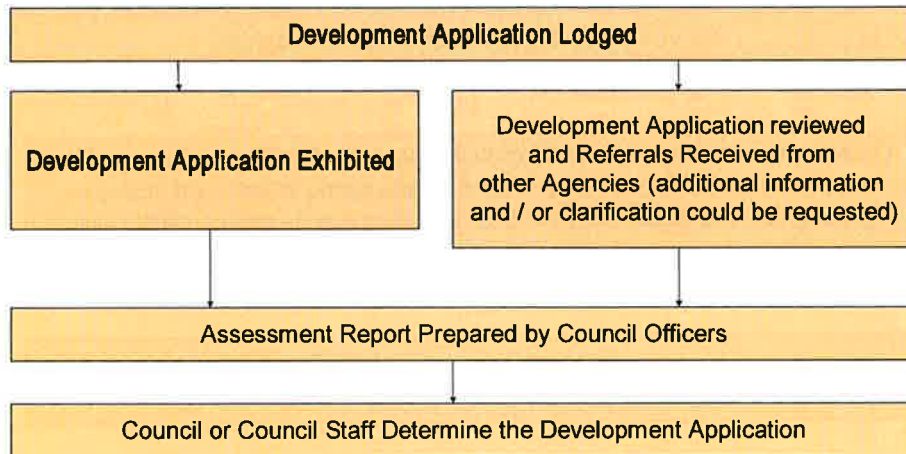 Development Application Lodged
Development Application Exhibited
Development Application reviewed
and Referrals Received from
other Agencies (additional information
and / or clarification could be requested)
Assessment Report Prepared by Council Officers
Council or Council Staff Determine the Development Application